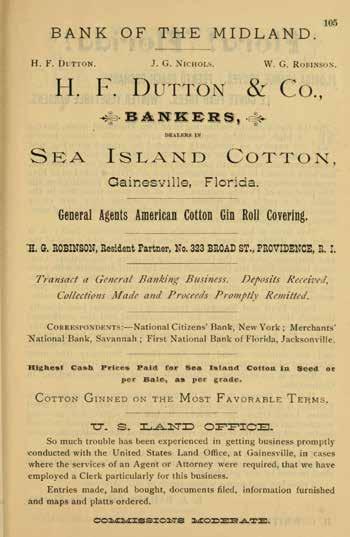 105
BANK OF THE MIDLAND.
H. F. DUTTON. J. G. NICHOLS. W. G. ROBINSON.
H. F. DUTTON & CO.,
BANKERS,
DEALERS IN
SEA ISLAND COTTON,
Gainesville, Florida.
General Agents American Cotton Gin Roll Covering.
H. G. ROBINSON, Resident Partner, No. 323 BROAD ST., PROVIDENCE, R. I.
Transact a General Banking Business. Deposits Received,
Collections Made and Proceeds Promptly Remitted.
CORRESPONDENTS:—National Citizens' Bank, New York; Merchants'
National Bank, Savannah; First National Bank of Florida, Jacksonville.
Highest Cash Prices Paid for Sea Island Cotton in Seed or
per Bale, as per grade.
COTTON GINNED ON THE MOST FAVORABLE TERMS.
U. S. LAND OFFICE.
So much trouble has been experienced in getting business promptly
conducted with the United States Land Office, at Gainesville, in cases
where the services of an Agent or Attorney were required, that we have
employed a Clerk particularly for this business.
Entries made, land bought, documents filed, information furnished
and maps and platts ordered.
COMMISSIONS MODERATE.